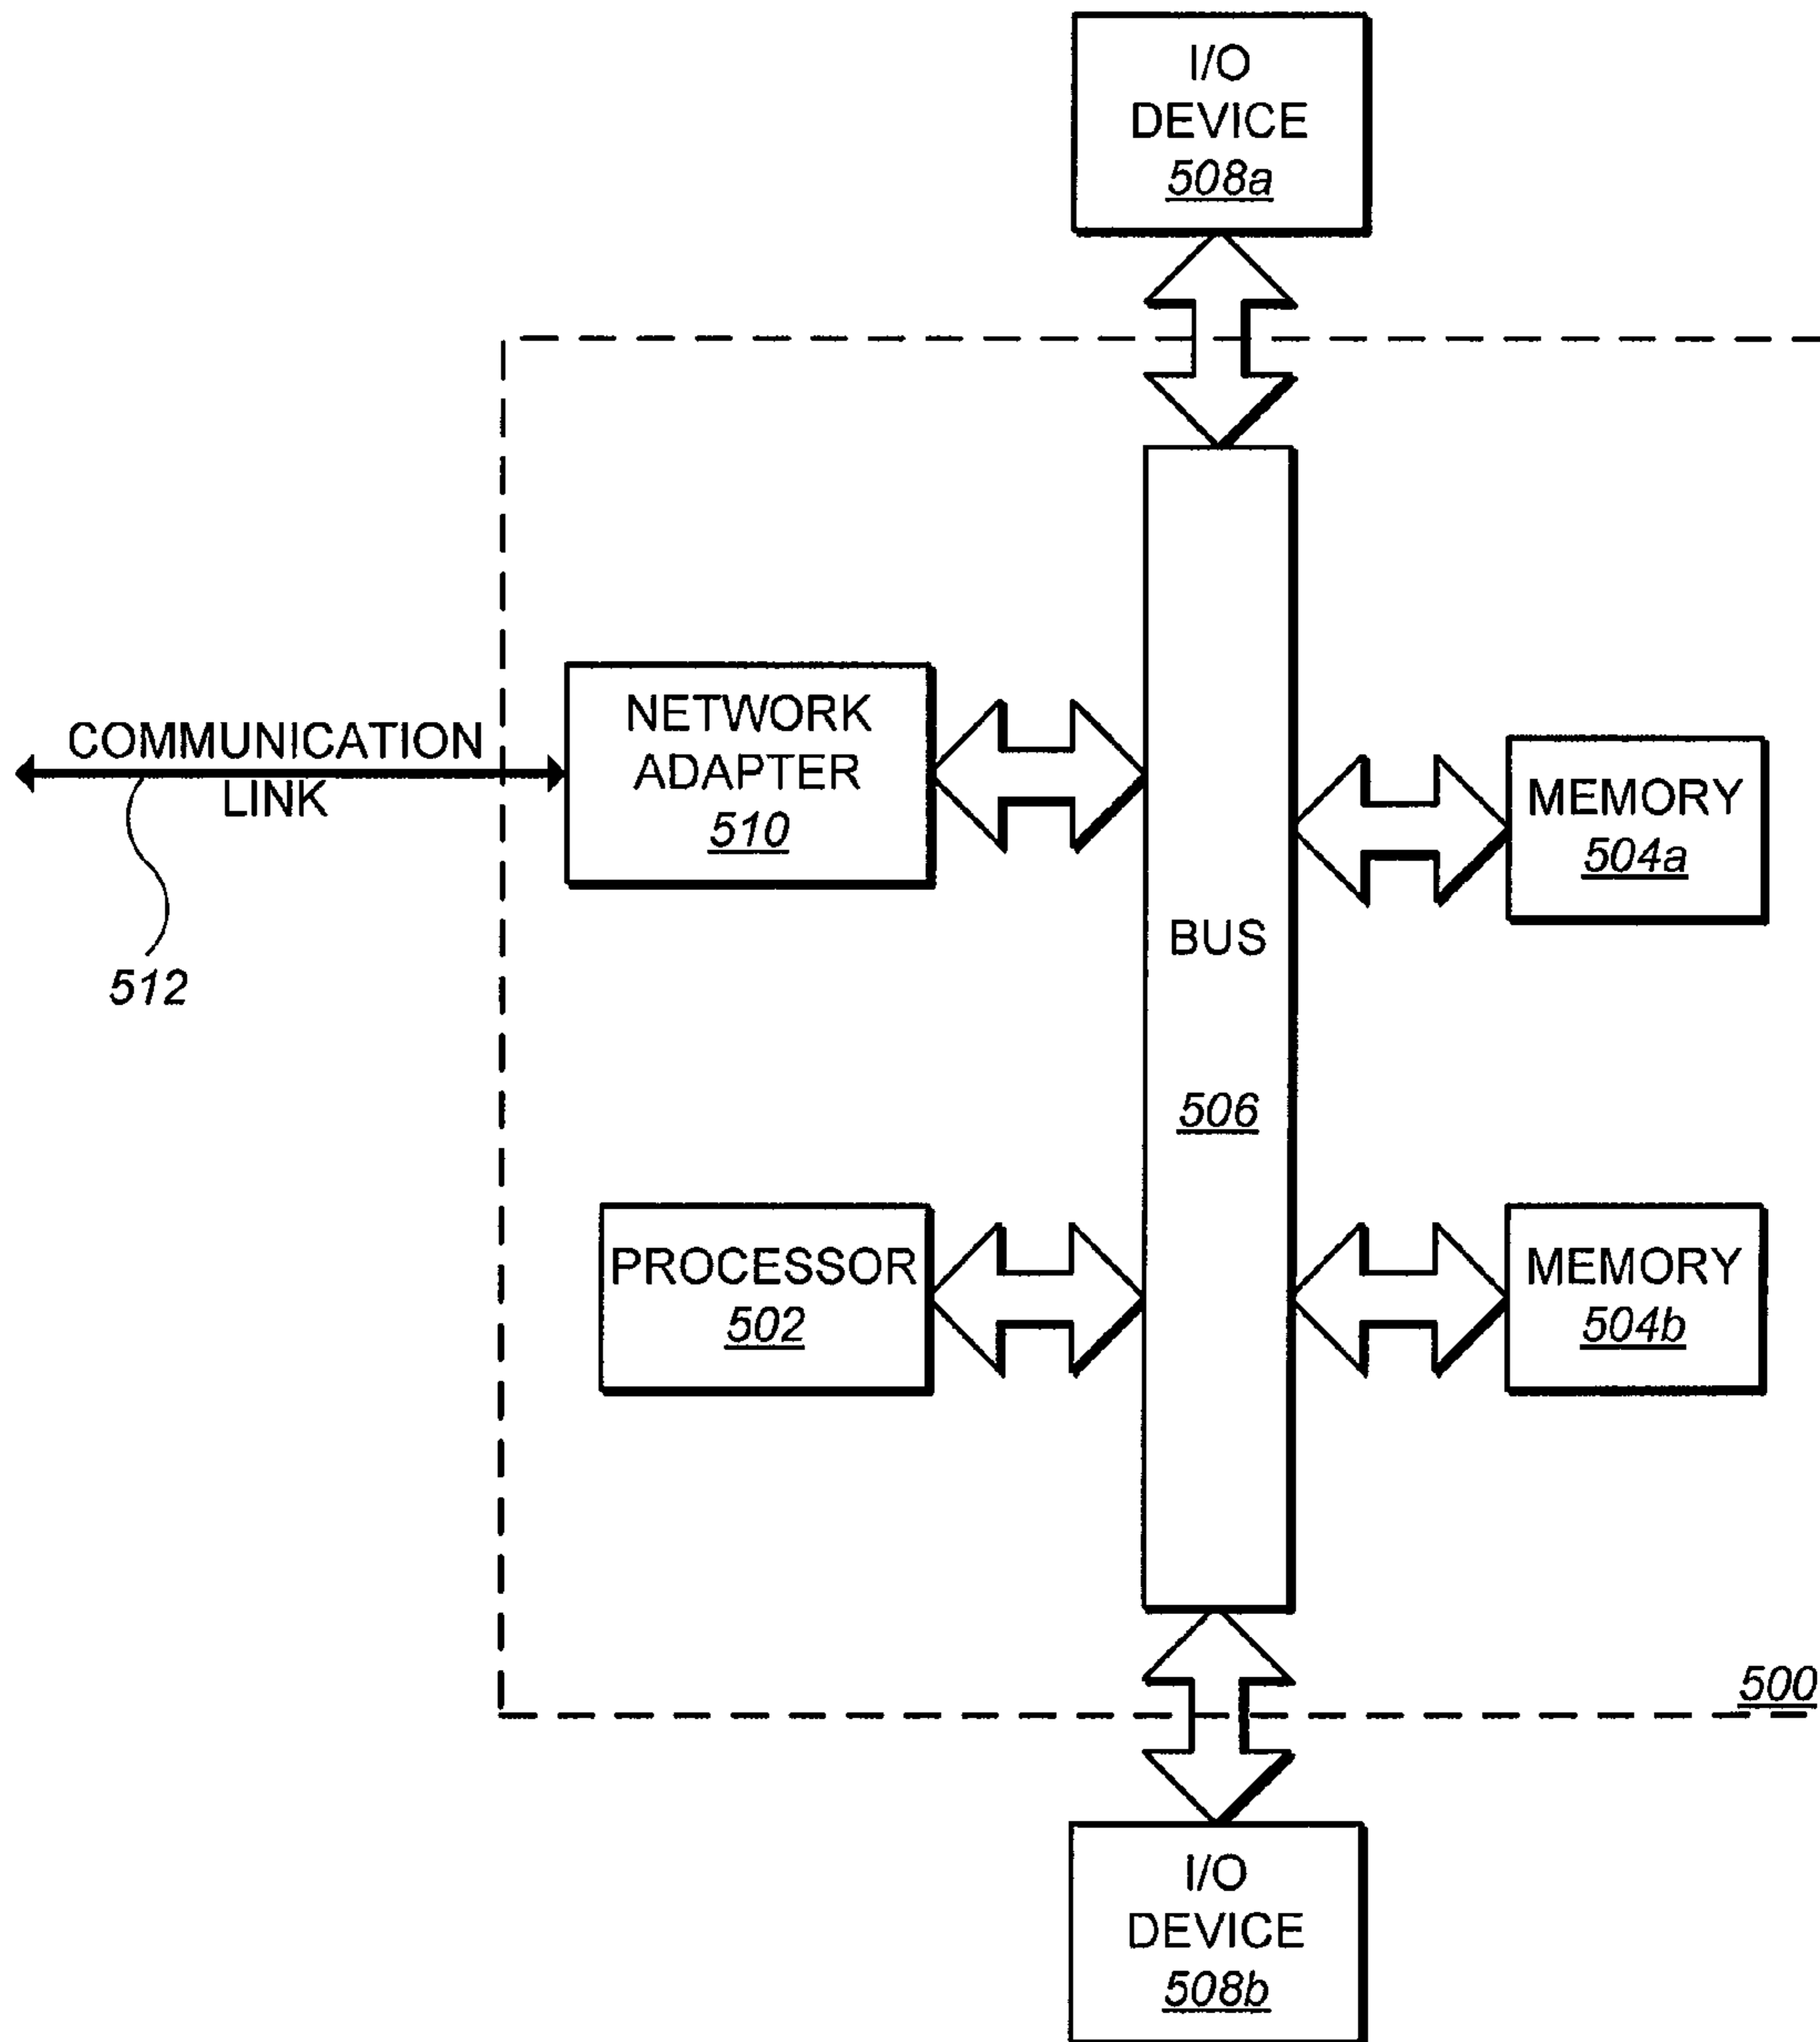 I/O
DEVICE
508a
COMMUNICATION
LINK
512
NETWORK
ADAPTER
510
MEMORY
504a
BUS
506
PROCESSOR
502
MEMORY
504b
500
I/O
DEVICE
508b